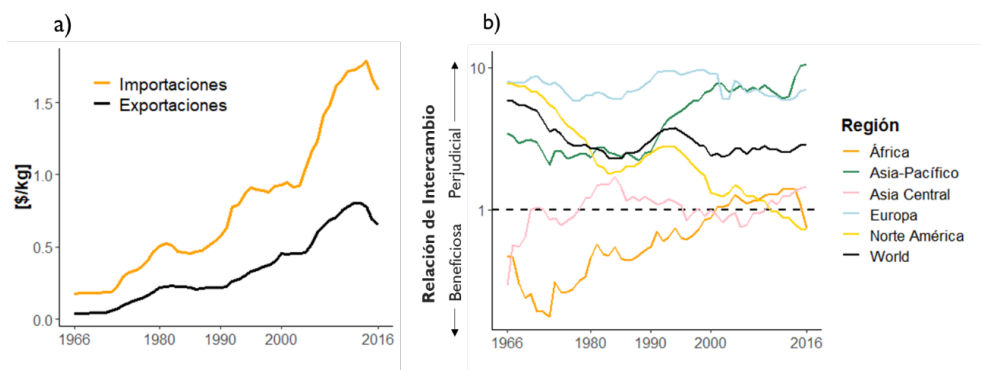 a)
[$/kg]
1.5
1.0
0.5
0.0
Importaciones
Exportaciones
1966
1980
1990
2000
2016
b)
Relación de Intercambio
Perjudicial
Beneficiosa
10
1
1966
1980
1990
2000
2016
Región
África
Asia-Pacífico
Asia Central
Europa
Norte América
World